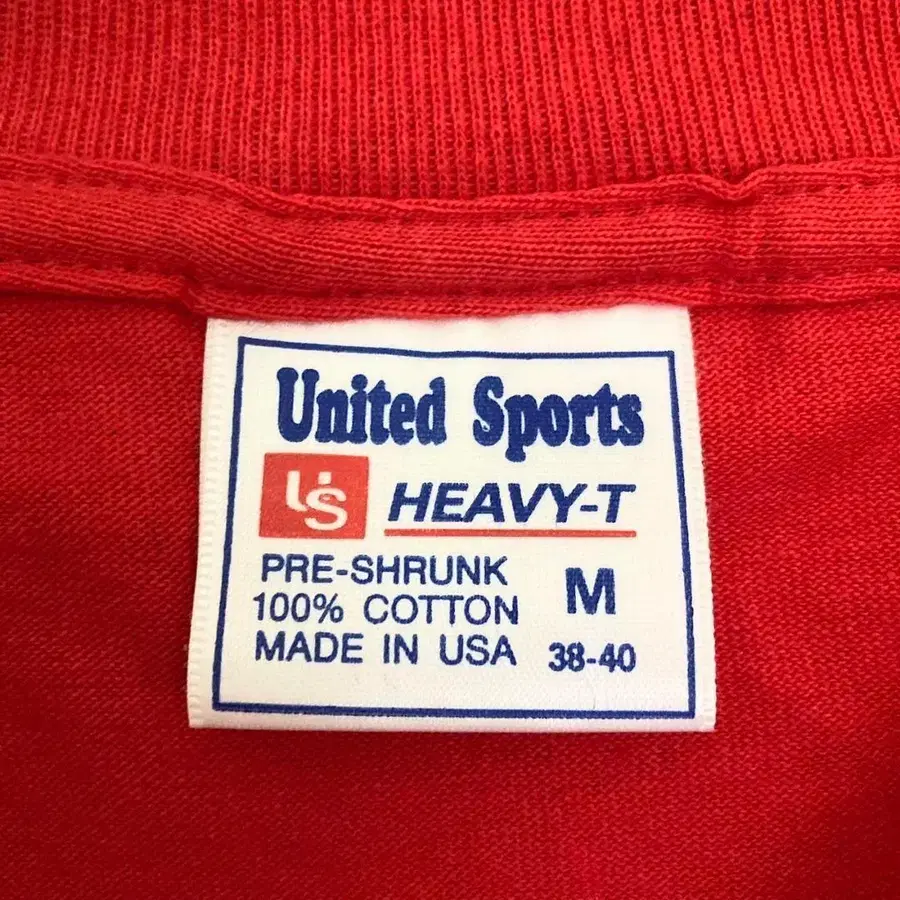 United Sports
US HEAVY-T
PRE-SHRUNK
100% COTTON
MADE IN USA
M
38-40